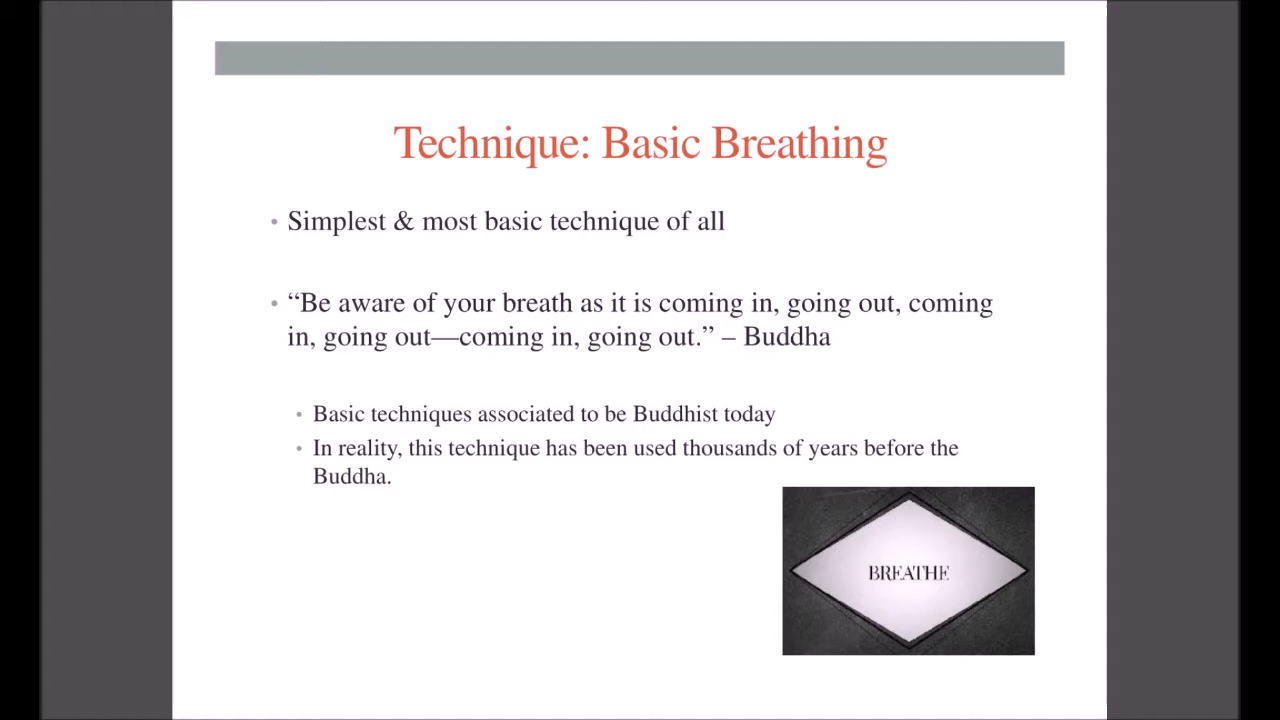 Technique: Basic Breathing
• Simplest & most basic technique of all
• “Be aware of your breath as it is coming in, going out, coming
in, going out—coming in, going out.” – Buddha
• Basic techniques associated to be Buddhist today
• In reality, this technique has been used thousands of years before the
Buddha.
BREATHE